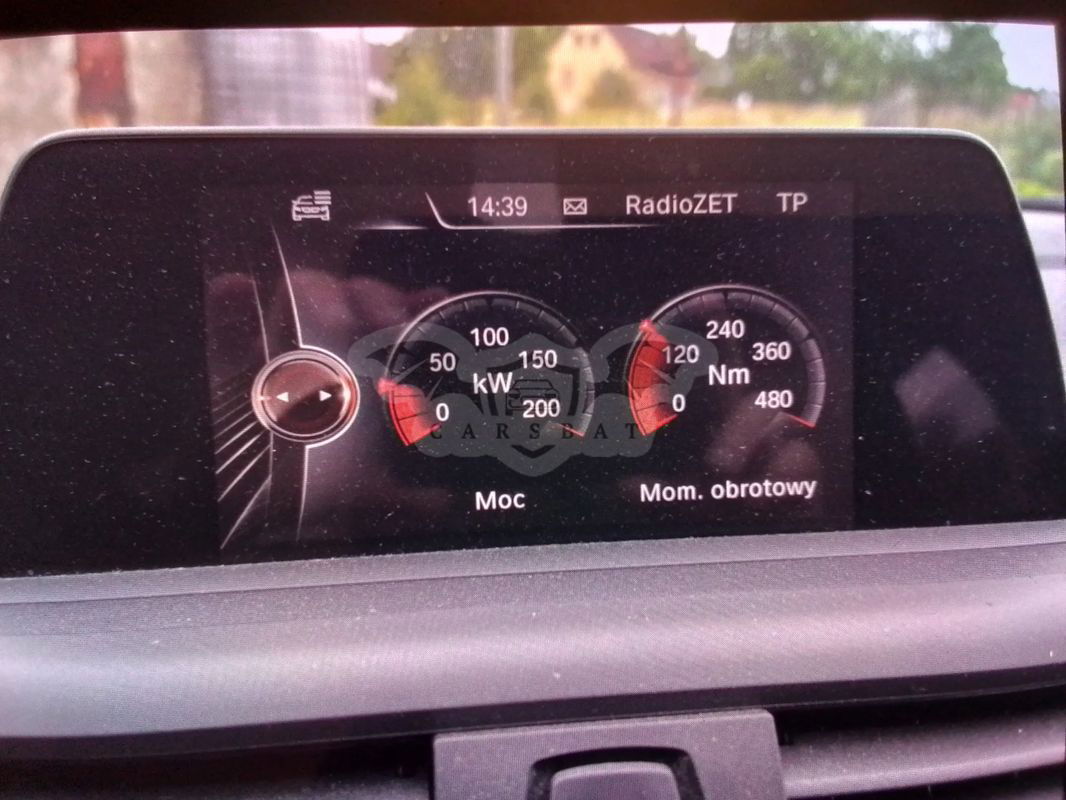 14:39 RadioZET TP
100 240
50 150 120 360
kW Nm
0 200 0 480
CARSBAT
Moc Mom. obrotowy